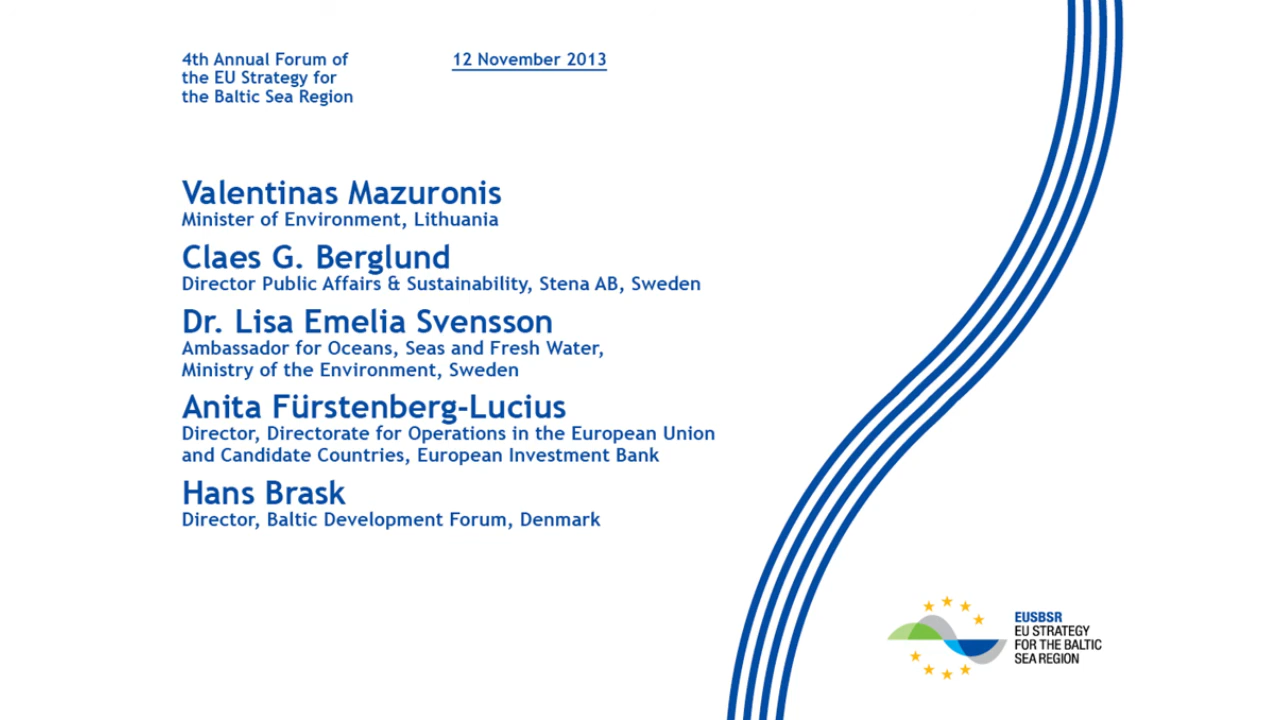 4th Annual Forum of
the EU Strategy for
the Baltic Sea Region
12 November 2013
Valentinas Mazuronis
Minister of Environment, Lithuania
Claes G. Berglund
Director Public Affairs & Sustainability, Stena AB, Sweden
Dr. Lisa Emelia Svensson
Ambassador for Oceans, Seas and Fresh Water,
Ministry of the Environment, Sweden
Anita Fürstenberg-Lucius
Director, Directorate for Operations in the European Union
and Candidate Countries, European Investment Bank
Hans Brask
Director, Baltic Development Forum, Denmark
EUSBSR
EU STRATEGY
FOR THE BALTIC
SEA REGION